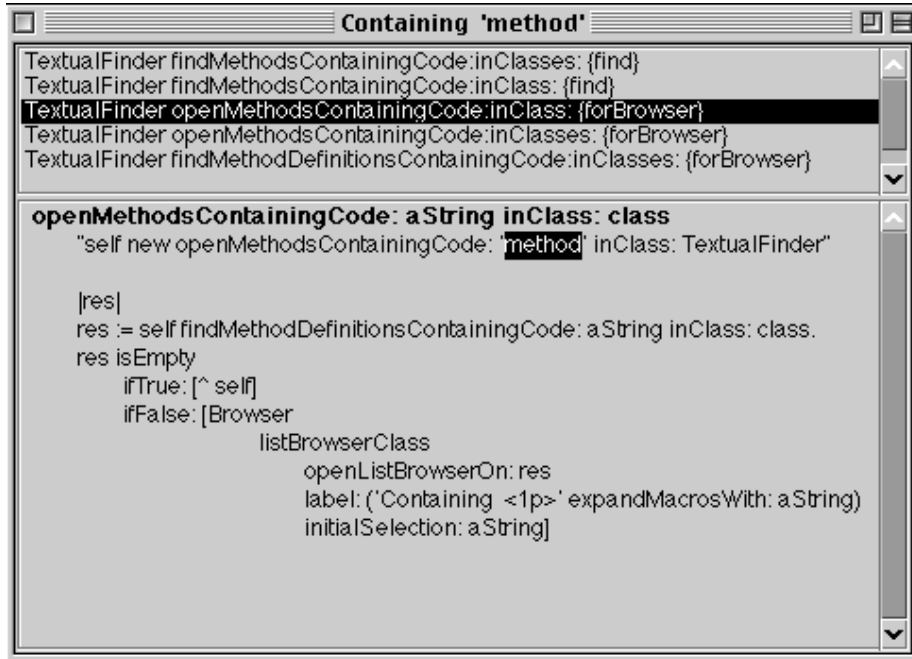 Containing 'method'
TextualFinder findMethodsContainingCode:inClasses: {find}
TextualFinder findMethodsContainingCode:inClass: {find}
TextualFinder openMethodsContainingCode:inClass: {forBrowser}
TextualFinder openMethodsContainingCode:inClasses: {forBrowser}
TextualFinder findMethodDefinitionsContainingCode:inClasses: {forBrowser}
openMethodsContainingCode: aString inClass: class
"self new openMethodsContainingCode: 'method' inClass: TextualFinder"
|res|
res := self findMethodDefinitionsContainingCode: aString inClass: class.
res isEmpty
ifTrue: [^ self]
ifFalse: [Browser
listBrowserClass
openListBrowserOn: res
label: ('Containing <1p>' expandMacrosWith: aString)
initialSelection: aString]